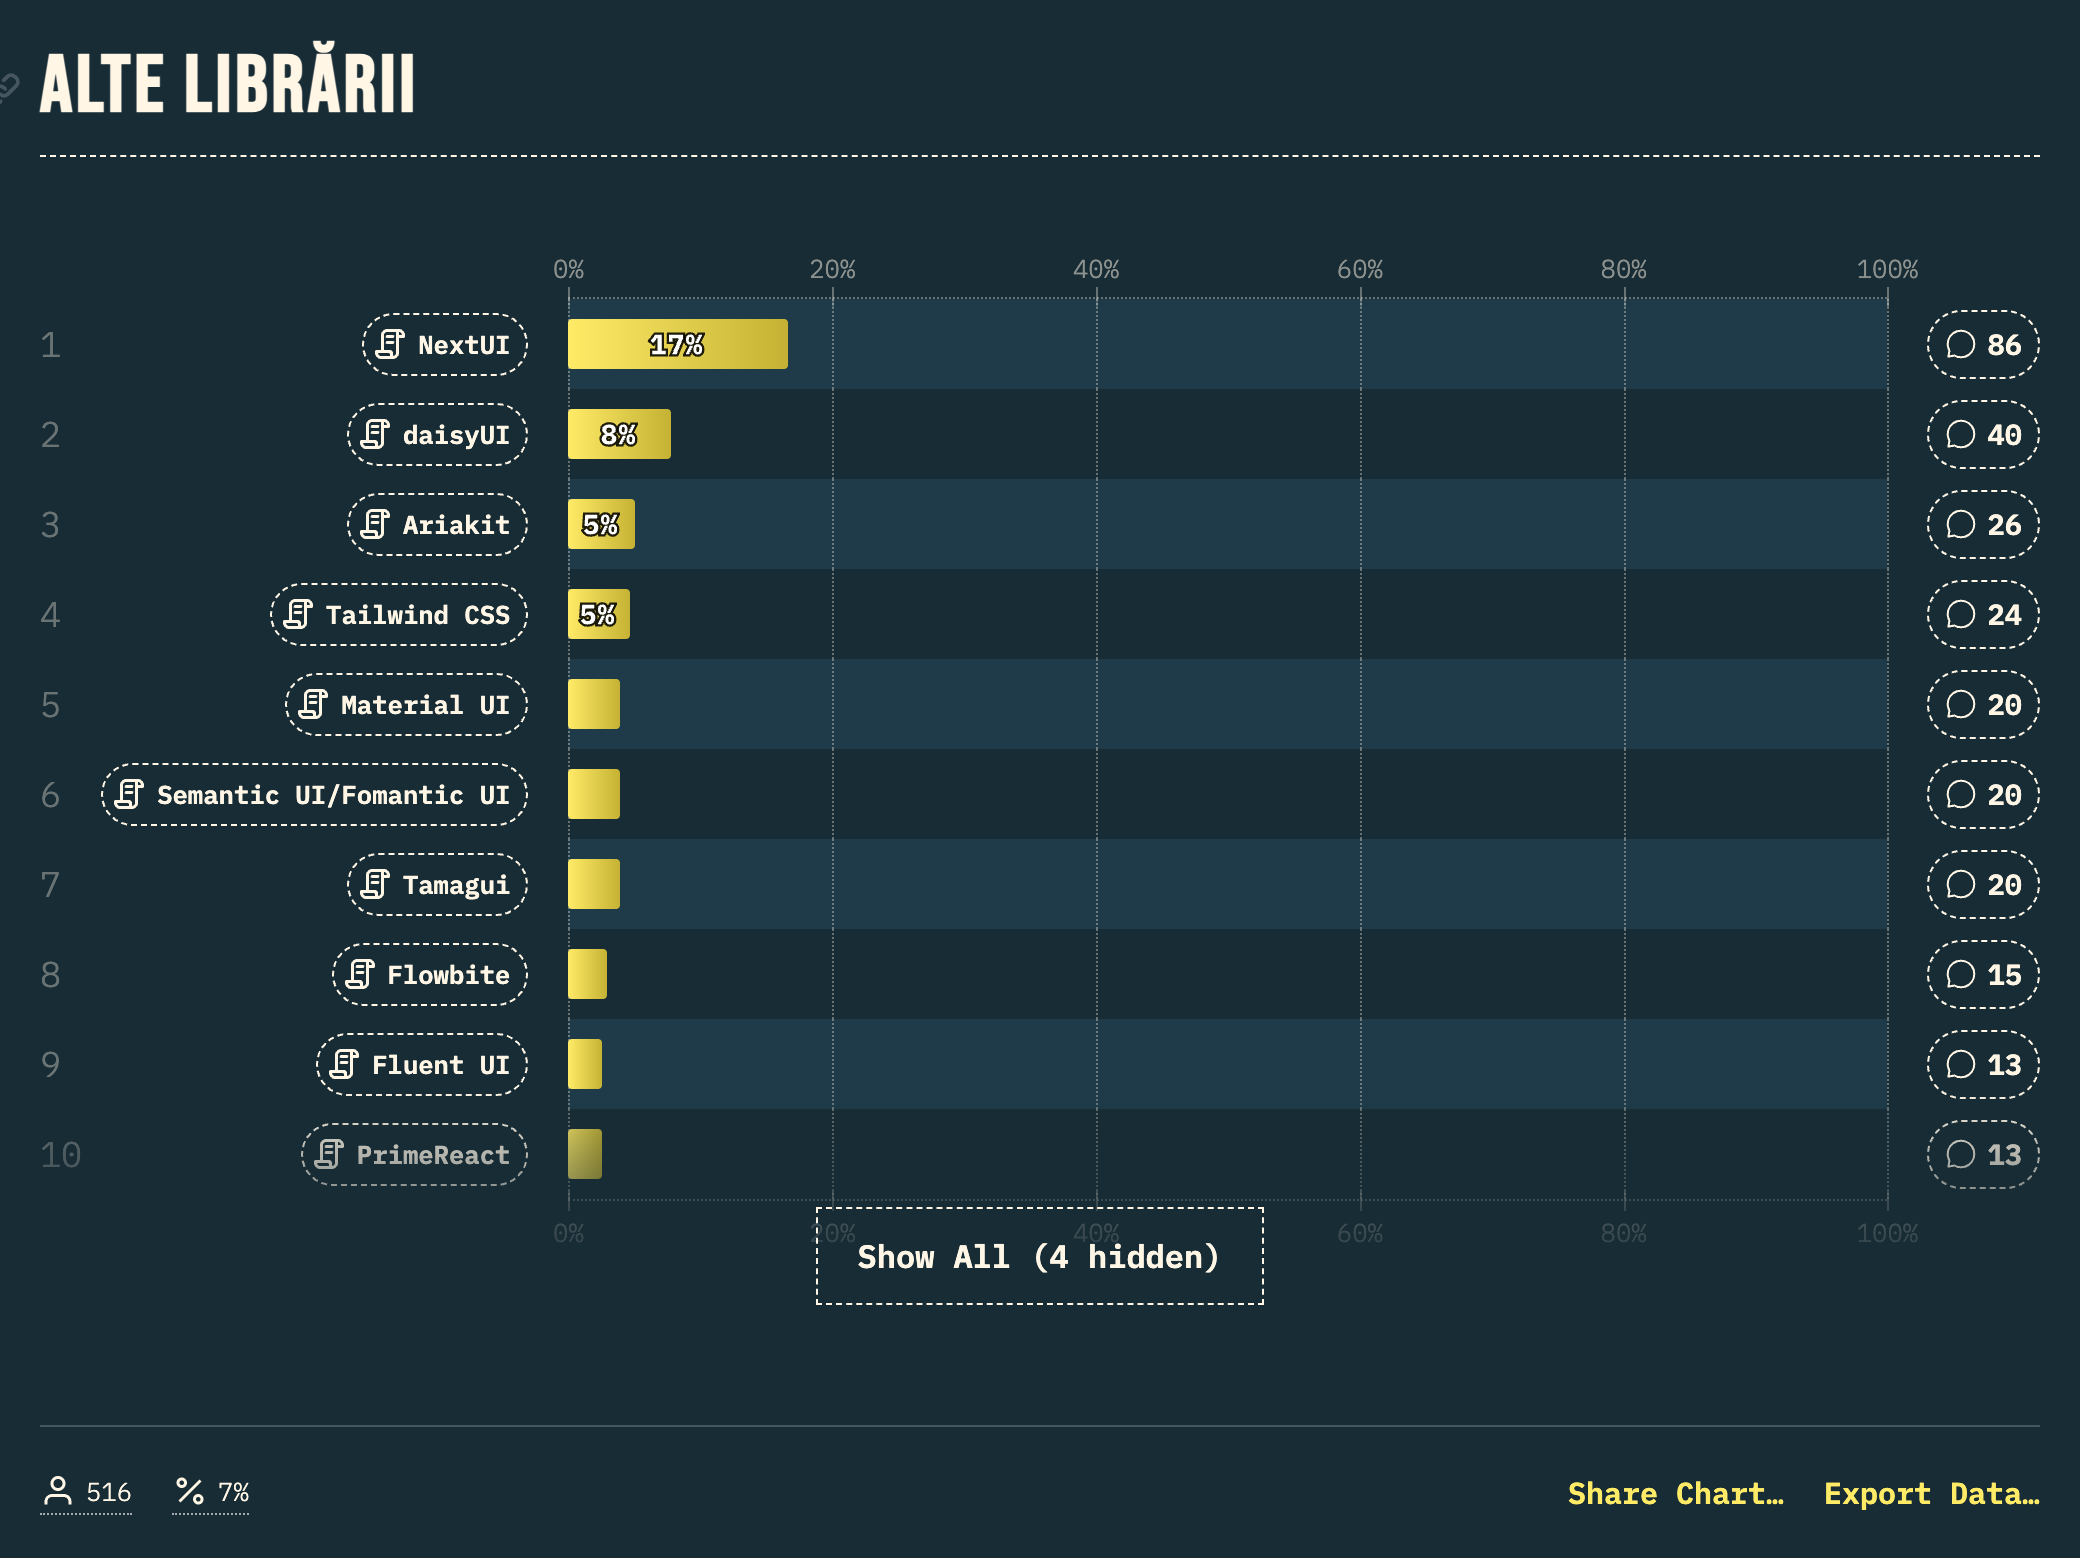 ALTE LIBRĂRII
0% 20% 40% 60% 80% 100%
1 NextUI 17% 86
2 daisyUI 8% 40
3 Ariakit 5% 26
4 Tailwind CSS 5% 24
5 Material UI 20
6 Semantic UI/Fomantic UI 20
7 Tamagui 20
8 Flowbite 15
9 Fluent UI 13
10 PrimeReact 13
0% 20% 40% 60% 80% 100%
Show All (4 hidden)
516 7% Share Chart… Export Data…